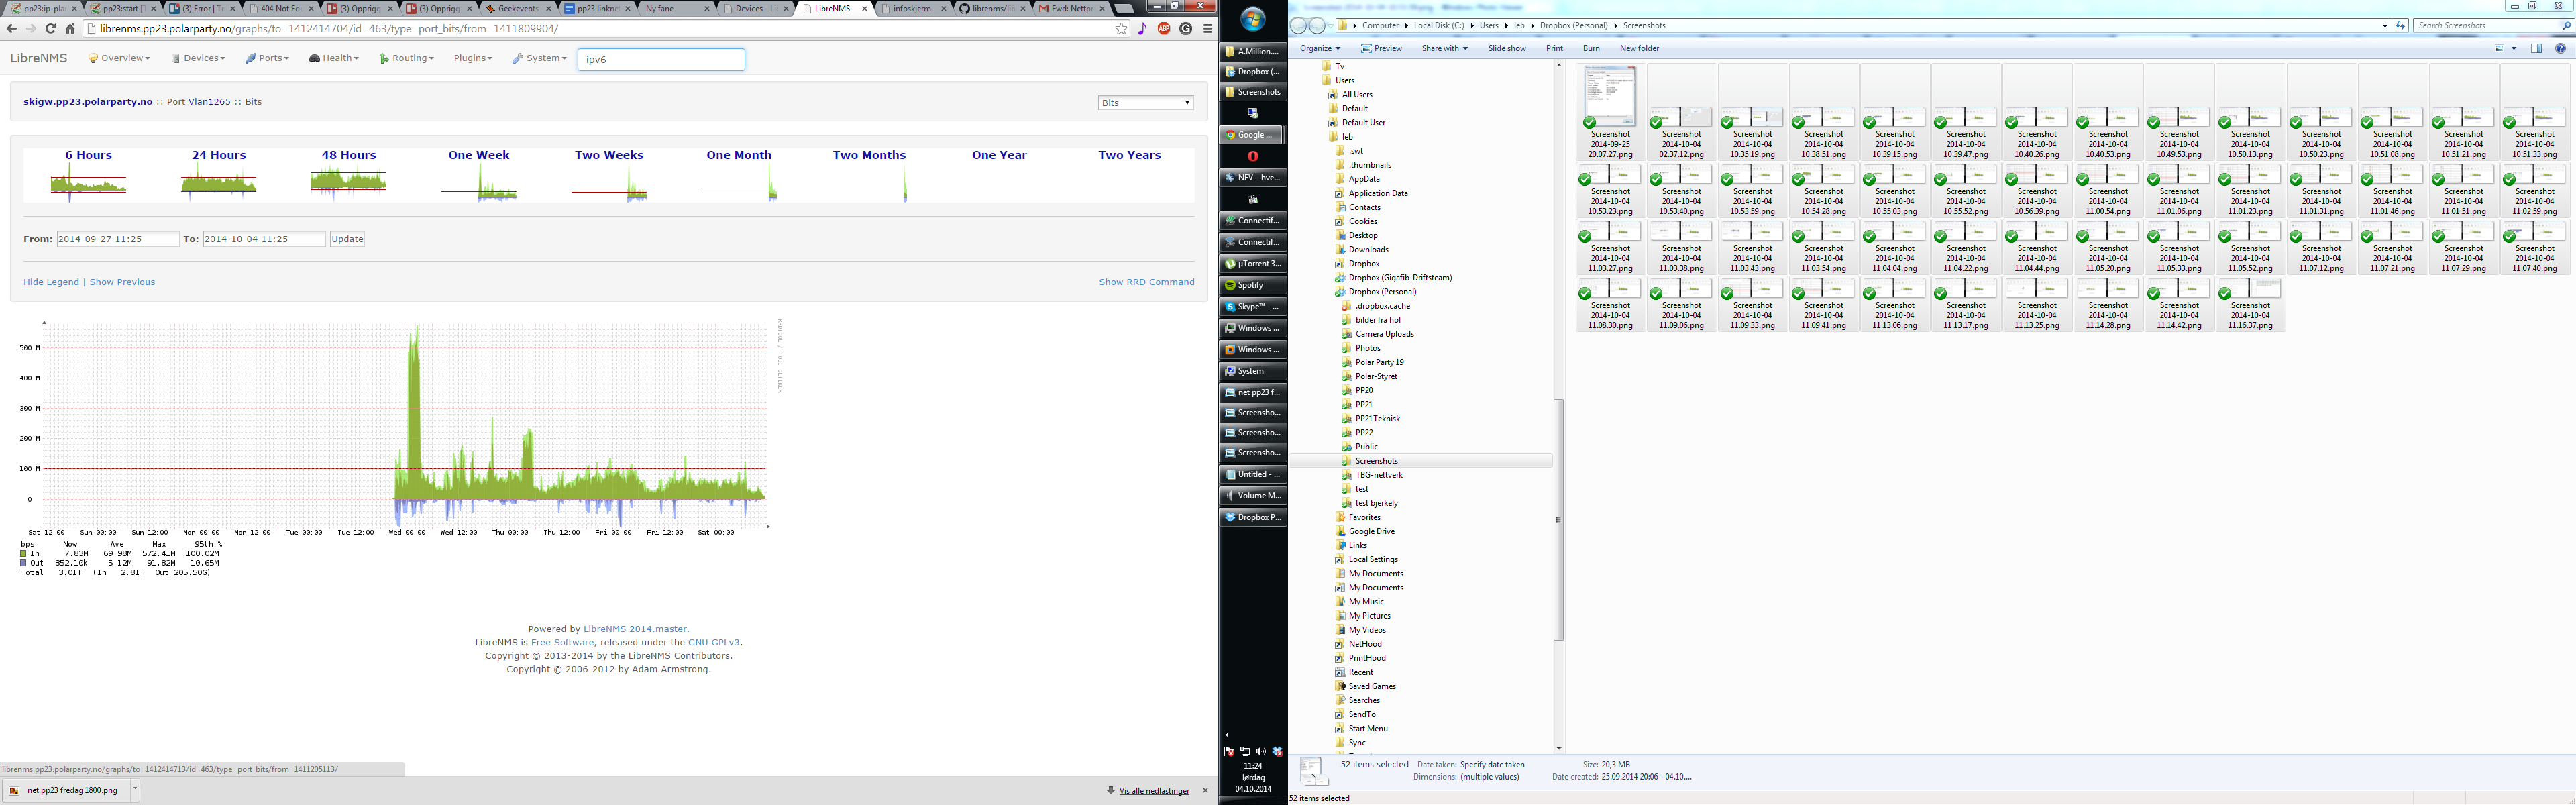 pp23:ip-pla
pp23:start [
(3) Error | Tr
404 Not Fou
(3) Opprigg
(3) Opprigg
Geekevents
pp23 linkne
Ny fane
Devices - Li
LibreNMS
infoskjerm
librenms/lib
Fwd: Nettpr
librenms.pp23.polarparty.no/graphs/to=1412414704/id=463/type=port_bits/from=1411809904/
LibreNMS Overview Devices Ports Health Routing Plugins System ipv6
skigw.pp23.polarparty.no :: Port Vlan1265 :: Bits
Bits
6 Hours 24 Hours 48 Hours One Week Two Weeks One Month Two Months One Year Two Years
From: 2014-09-27 11:25 To: 2014-10-04 11:25 Update
Hide Legend | Show Previous
Show RRD Command
RRDTOOL / TOBI OETIKER
500 M
400 M
300 M
200 M
100 M
0
Sat 12:00 Sun 00:00 Sun 12:00 Mon 00:00 Mon 12:00 Tue 00:00 Tue 12:00 Wed 00:00 Wed 12:00 Thu 00:00 Thu 12:00 Fri 00:00 Fri 12:00 Sat 00:00
bps Now Ave Max 95th %
In 7.83M 69.98M 572.41M 100.02M
Out 352.10k 5.12M 91.82M 10.65M
Total 3.01T (In 2.81T Out 205.50G)
Powered by LibreNMS 2014.master.
LibreNMS is Free Software, released under the GNU GPLv3.
Copyright © 2013-2014 by the LibreNMS Contributors.
Copyright © 2006-2012 by Adam Armstrong.
librenms.pp23.polarparty.no/graphs/to=1412414713/id=463/type=port_bits/from=1411205113/
net pp23 fredag 1800.png
Vis alle nedlastinger
A.Million....
Dropbox (...
Screenshots
Google ...
NFV – hve...
Connectif...
Connectif...
µTorrent 3...
Spotify
Skype™ - ...
Windows ...
Windows ...
System
net pp23 f...
Screensho...
Screensho...
Screensho...
Untitled - ...
Volume M...
Dropbox P...
11:24
lørdag
04.10.2014
Computer Local Disk (C:) Users leb Dropbox (Personal) Screenshots
Search Screenshots
Organize Preview Share with Slide show Print Burn New folder
Tv
Users
All Users
Default
Default User
leb
.swt
.thumbnails
AppData
Application Data
Contacts
Cookies
Desktop
Downloads
Dropbox
Dropbox (Gigafib-Driftsteam)
Dropbox (Personal)
.dropbox.cache
bilder fra hol
Camera Uploads
Photos
Polar Party 19
Polar-Styret
PP20
PP21
PP21Teknisk
PP22
Public
Screenshots
TBG-nettverk
test
test bjerkely
Favorites
Google Drive
Links
Local Settings
My Documents
My Documents
My Music
My Pictures
My Videos
NetHood
PrintHood
Recent
Saved Games
Searches
SendTo
Start Menu
Sync
Screenshot Screenshot Screenshot Screenshot Screenshot Screenshot Screenshot Screenshot Screenshot Screenshot Screenshot Screenshot Screenshot Screenshot
2014-09-25 2014-10-04 2014-10-04 2014-10-04 2014-10-04 2014-10-04 2014-10-04 2014-10-04 2014-10-04 2014-10-04 2014-10-04 2014-10-04 2014-10-04 2014-10-04
20.07.27.png 02.37.12.png 10.35.19.png 10.38.51.png 10.39.15.png 10.39.47.png 10.40.26.png 10.40.53.png 10.49.53.png 10.50.13.png 10.50.23.png 10.51.08.png 10.51.21.png 10.51.33.png
Screenshot Screenshot Screenshot Screenshot Screenshot Screenshot Screenshot Screenshot Screenshot Screenshot Screenshot Screenshot Screenshot Screenshot
2014-10-04 2014-10-04 2014-10-04 2014-10-04 2014-10-04 2014-10-04 2014-10-04 2014-10-04 2014-10-04 2014-10-04 2014-10-04 2014-10-04 2014-10-04 2014-10-04
10.53.23.png 10.53.40.png 10.53.59.png 10.54.28.png 10.55.03.png 10.55.52.png 10.56.39.png 11.00.54.png 11.01.06.png 11.01.23.png 11.01.31.png 11.01.46.png 11.01.51.png 11.02.59.png
Screenshot Screenshot Screenshot Screenshot Screenshot Screenshot Screenshot Screenshot Screenshot Screenshot Screenshot Screenshot Screenshot Screenshot
2014-10-04 2014-10-04 2014-10-04 2014-10-04 2014-10-04 2014-10-04 2014-10-04 2014-10-04 2014-10-04 2014-10-04 2014-10-04 2014-10-04 2014-10-04 2014-10-04
11.03.27.png 11.03.38.png 11.03.43.png 11.03.54.png 11.04.04.png 11.04.22.png 11.04.44.png 11.05.20.png 11.05.33.png 11.05.52.png 11.07.12.png 11.07.21.png 11.07.29.png 11.07.40.png
Screenshot Screenshot Screenshot Screenshot Screenshot Screenshot Screenshot Screenshot Screenshot Screenshot
2014-10-04 2014-10-04 2014-10-04 2014-10-04 2014-10-04 2014-10-04 2014-10-04 2014-10-04 2014-10-04 2014-10-04
11.08.30.png 11.09.06.png 11.09.33.png 11.09.41.png 11.13.06.png 11.13.17.png 11.13.25.png 11.14.28.png 11.14.42.png 11.16.37.png
52 items selected Date taken: Specify date taken Size: 20,3 MB
Dimensions: (multiple values) Date created: 25.09.2014 20:06 - 04.10....
52 items selected